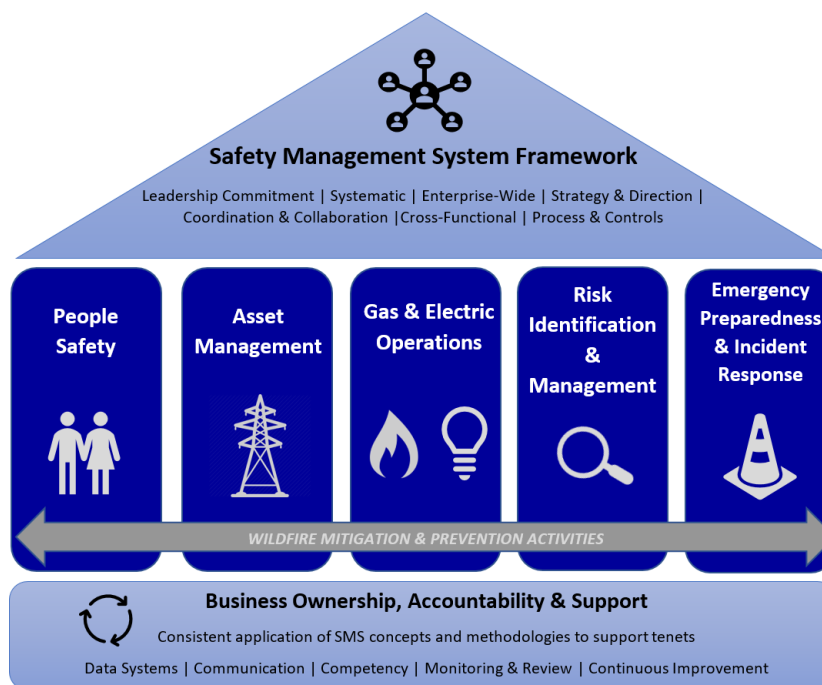 Safety Management System Framework
Leadership Commitment | Systematic | Enterprise-Wide | Strategy & Direction |
Coordination & Collaboration |Cross-Functional | Process & Controls
People
Safety
Asset
Management
Gas & Electric
Operations
Risk
Identification
&
Management
Emergency
Preparedness
& Incident
Response
WILDFIRE MITIGATION & PREVENTION ACTIVITIES
Business Ownership, Accountability & Support
Consistent application of SMS concepts and methodologies to support tenets
Data Systems | Communication | Competency | Monitoring & Review | Continuous Improvement